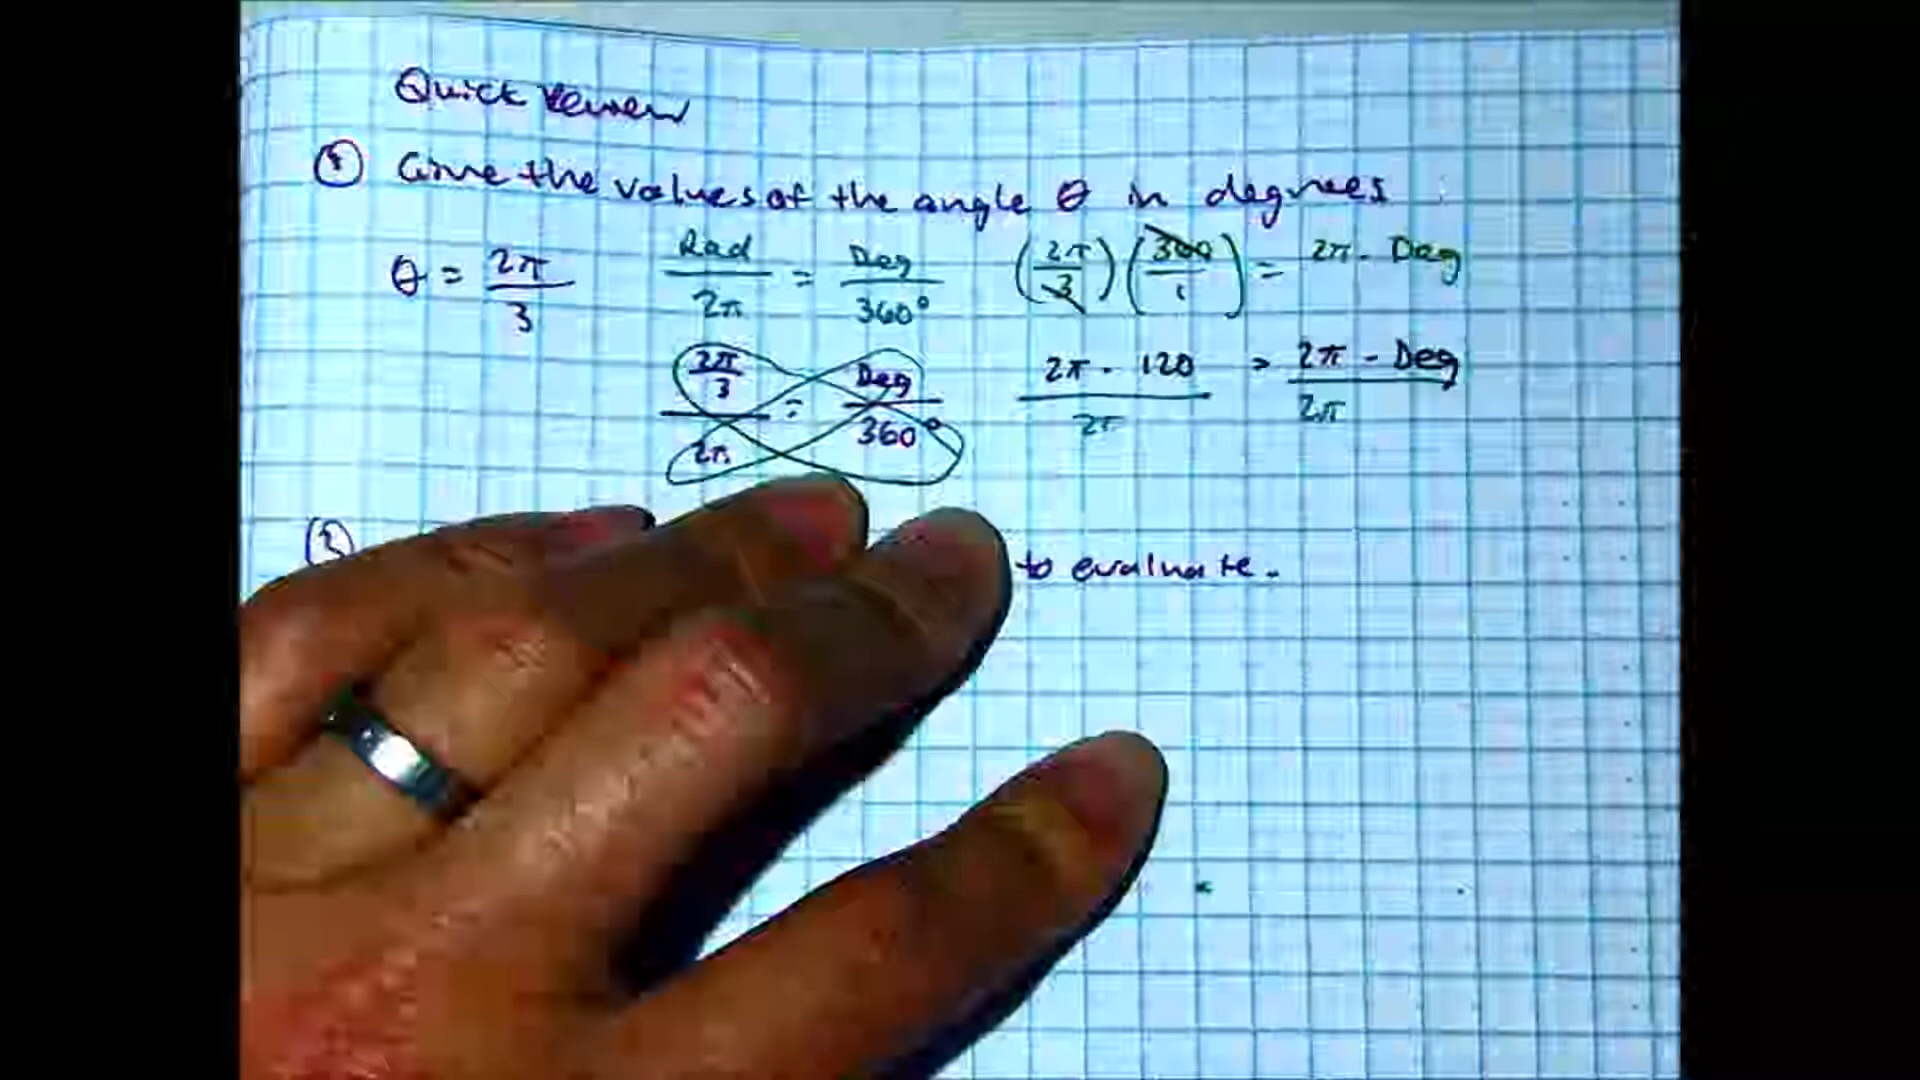 Quick Review
① Give the values of the angle θ in degrees
θ = 2π/3
Rad/2π = Deg/360°
(2π/3)(360/1) = 2π · Deg
(2π/3)/2π = Deg/360°
2π · 120/2π = 2π · Deg/2π
② to evaluate.